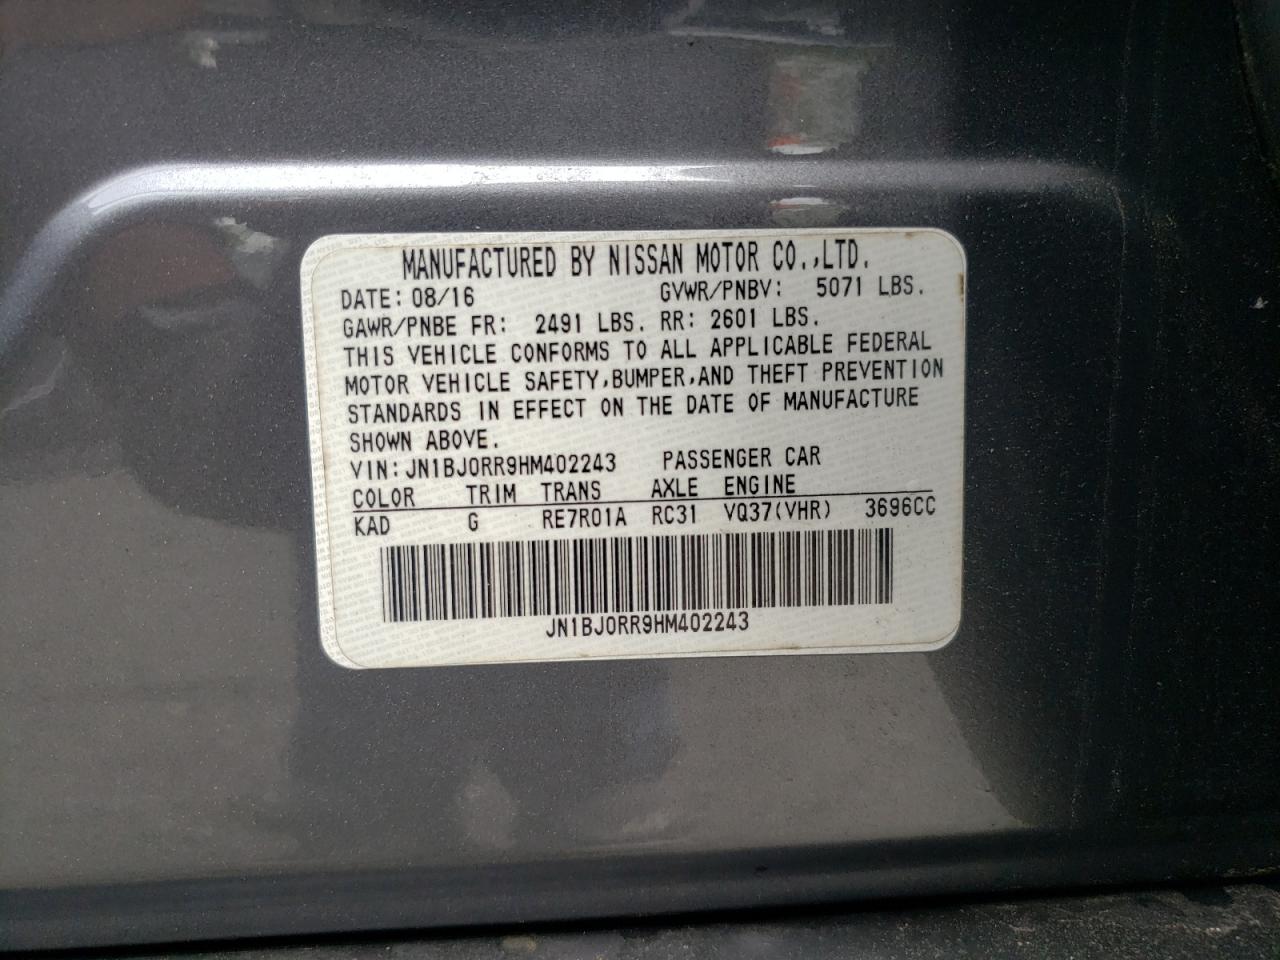 MANUFACTURED BY NISSAN MOTOR CO.,LTD.
DATE: 08/16 GVWR/PNBV: 5071 LBS.
GAWR/PNBE FR: 2491 LBS. RR: 2601 LBS.
THIS VEHICLE CONFORMS TO ALL APPLICABLE FEDERAL
MOTOR VEHICLE SAFETY,BUMPER,AND THEFT PREVENTION
STANDARDS IN EFFECT ON THE DATE OF MANUFACTURE
SHOWN ABOVE.
VIN: JN1BJ0RR9HM402243 PASSENGER CAR
COLOR TRIM TRANS AXLE ENGINE
KAD G RE7R01A RC31 VQ37(VHR) 3696CC
JN1BJ0RR9HM402243